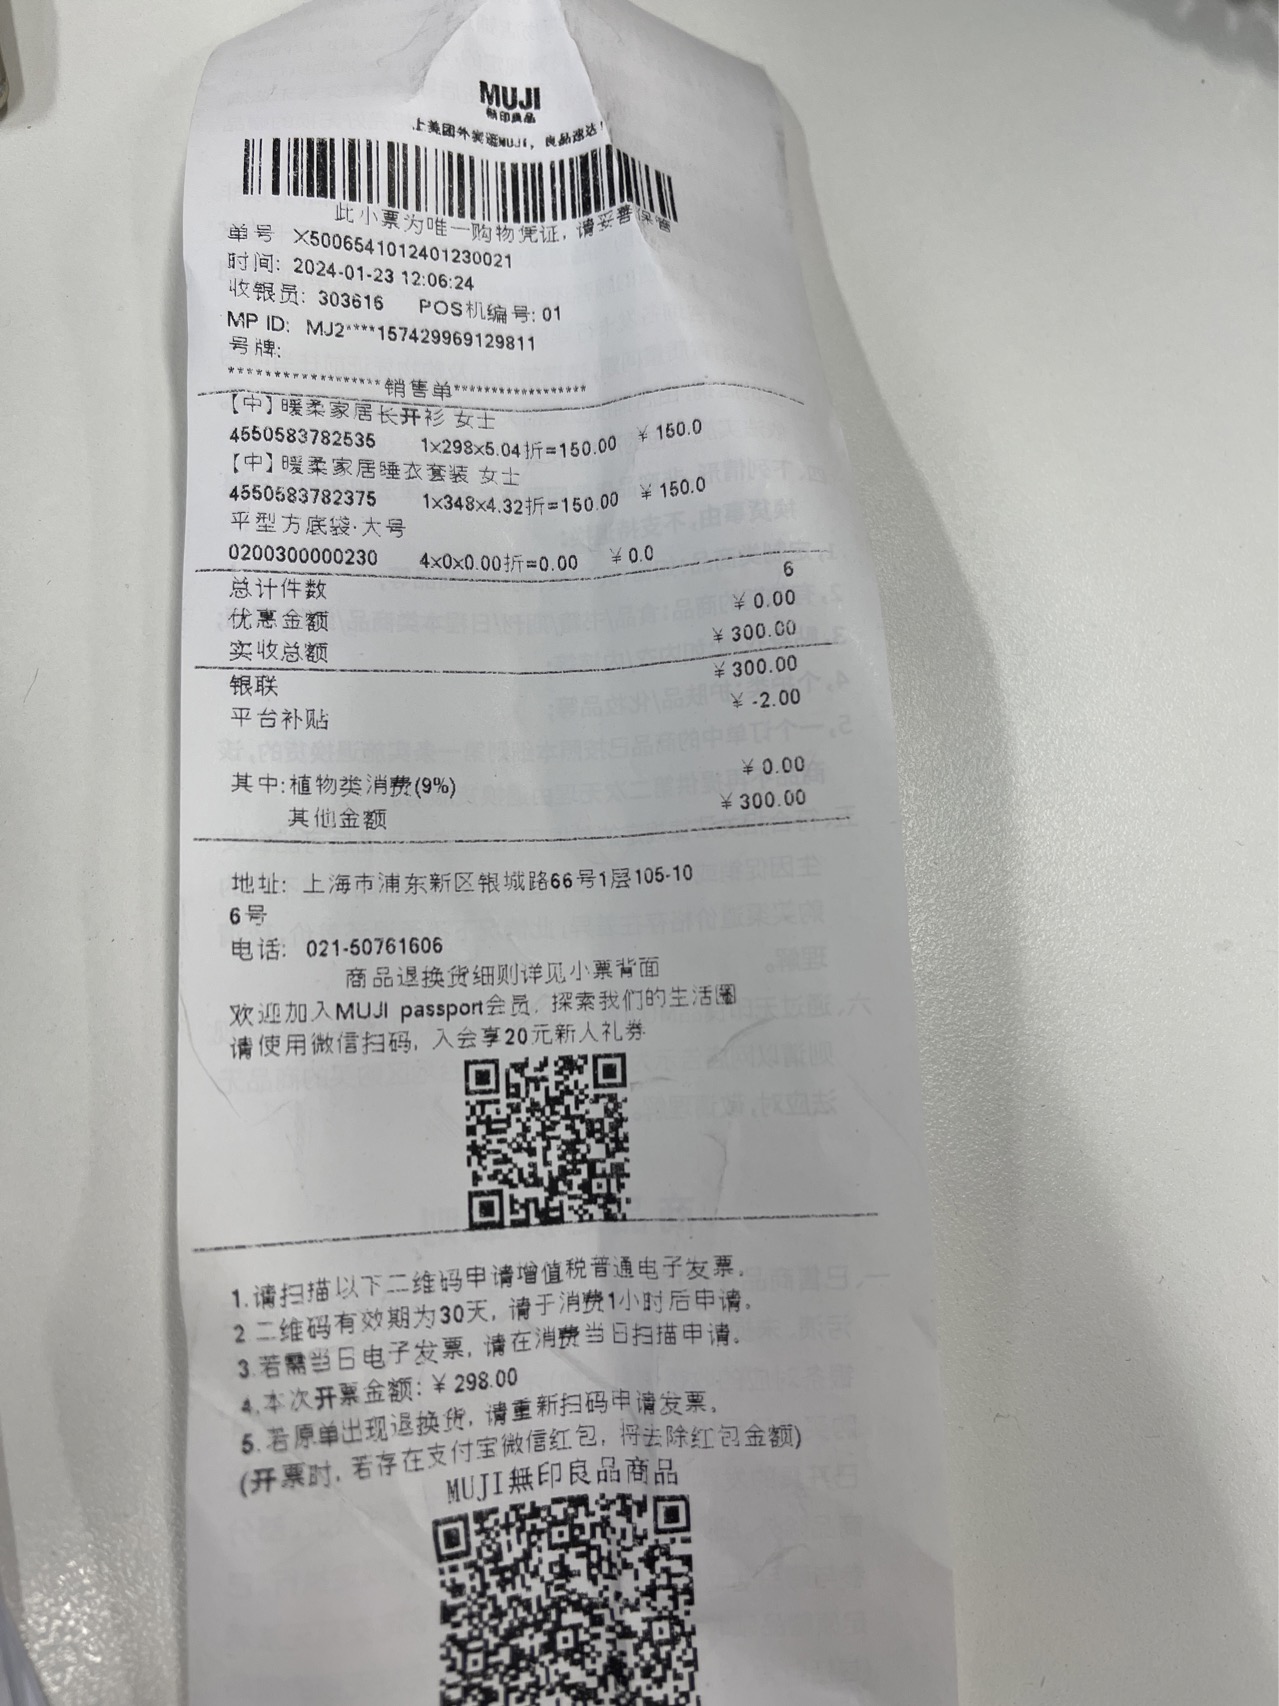 MUJI
無印良品
上美团外卖逛MUJI，良品速达！
此小票为唯一购物凭证，请妥善保管
单号 X5006541012401230021
时间: 2024-01-23 12:06:24
收银员: 303616 POS机编号: 01
MP ID: MJ2****157429969129811
号牌:
******************销售单*****************
【中】暖柔家居长开衫 女士
4550583782535 1×298×5.04折=150.00 ￥150.0
【中】暖柔家居睡衣套装 女士
4550583782375 1×348×4.32折=150.00 ￥150.0
平型方底袋·大号
0200300000230 4×0×0.00折=0.00 ￥0.0
总计件数 6
优惠金额 ￥0.00
实收总额 ￥300.00
银联 ￥300.00
平台补贴 ￥-2.00
其中:植物类消费(9%) ￥0.00
其他金额 ￥300.00
地址: 上海市浦东新区银城路66号1层105-10
6号
电话: 021-50761606
商品退换货细则详见小票背面
欢迎加入MUJI passport会员，探索我们的生活圈
请使用微信扫码，入会享20元新人礼券
1.请扫描以下二维码申请增值税普通电子发票。
2 二维码有效期为30天，请于消费1小时后申请。
3.若需当日电子发票，请在消费当日扫描申请。
4.本次开票金额:￥298.00
5.若原单出现退换货，请重新扫码申请发票。
(开票时，若存在支付宝微信红包，将去除红包金额)
MUJI無印良品商品